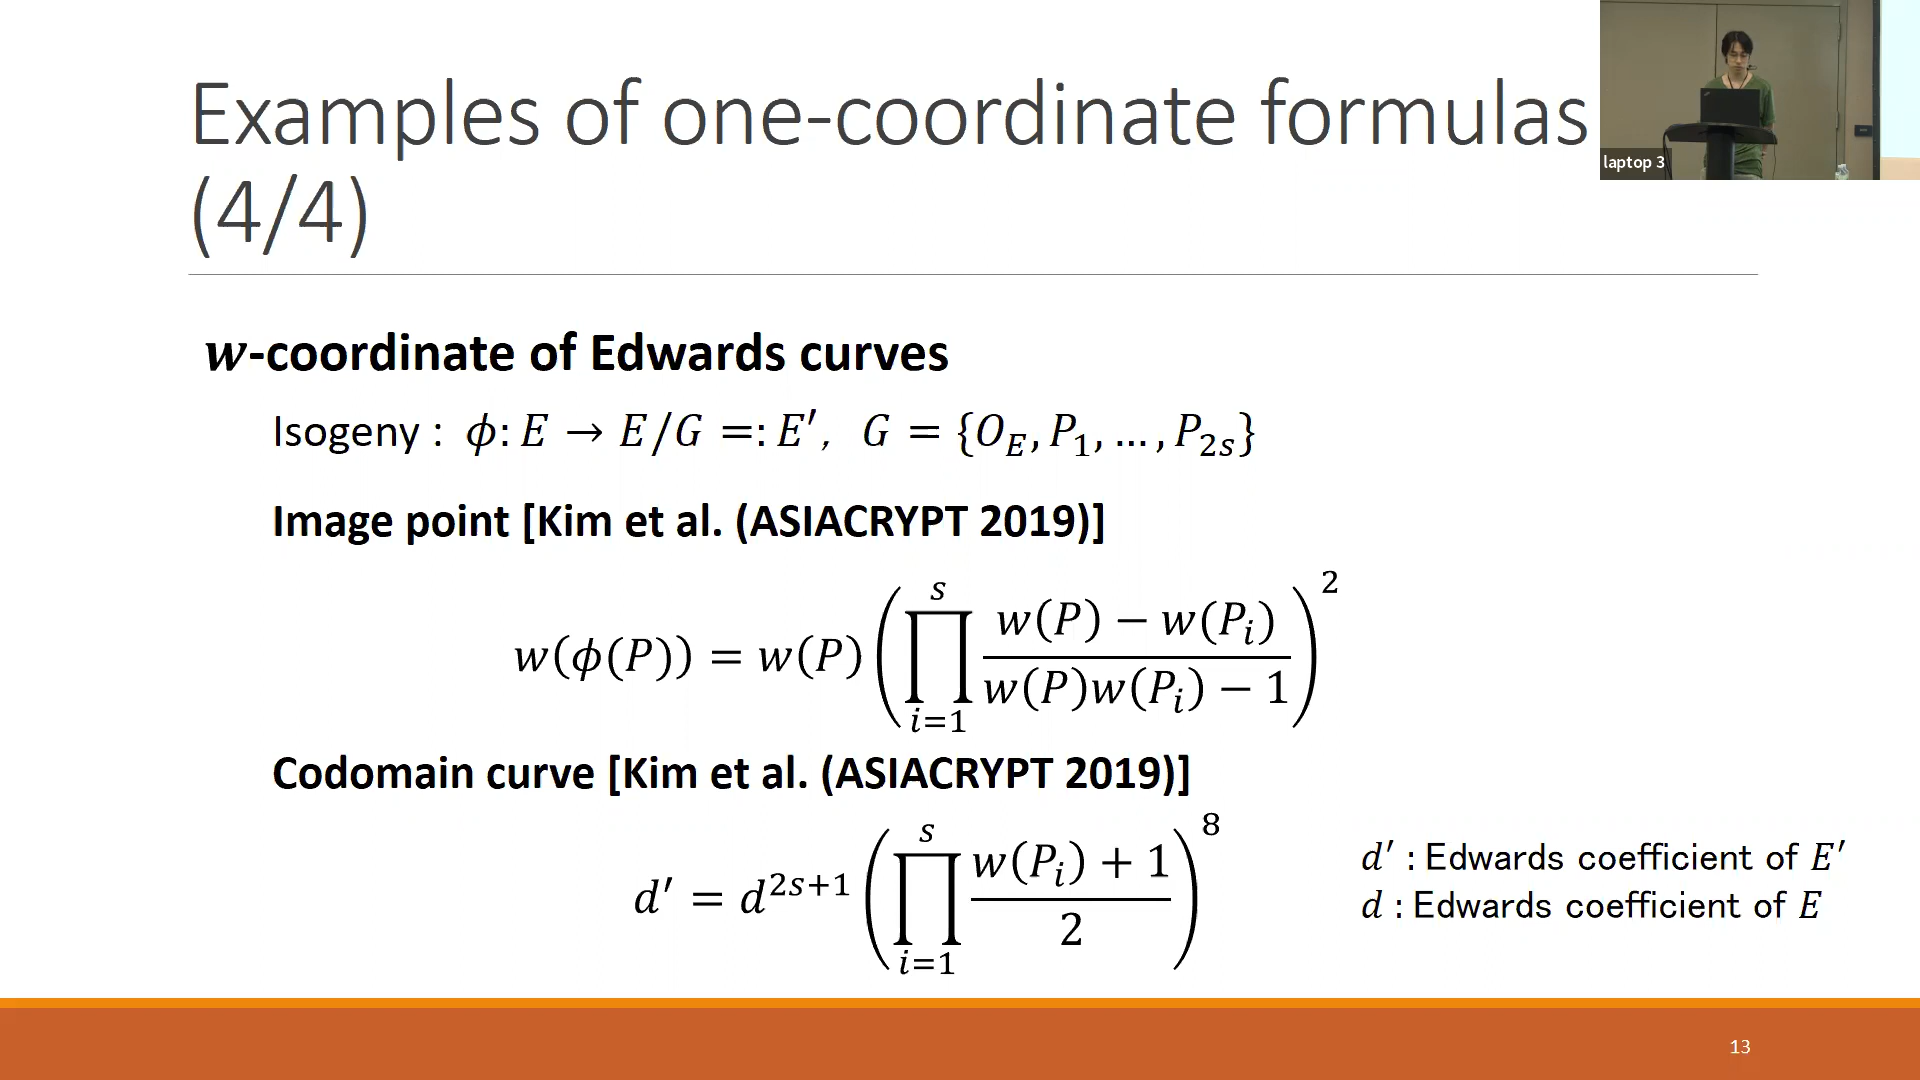 Examples of one-coordinate formulas
(4/4)
laptop 3
w-coordinate of Edwards curves
Isogeny : ϕ: E → E/G =: E′, G = {O_E, P_1, … , P_{2s}}
Image point [Kim et al. (ASIACRYPT 2019)]
w(ϕ(P)) = w(P) (∏_{i=1}^{s} (w(P) − w(P_i)) / (w(P)w(P_i) − 1))^2
Codomain curve [Kim et al. (ASIACRYPT 2019)]
d′ = d^{2s+1} (∏_{i=1}^{s} (w(P_i) + 1) / 2)^8
d′ : Edwards coefficient of E′
d : Edwards coefficient of E
13